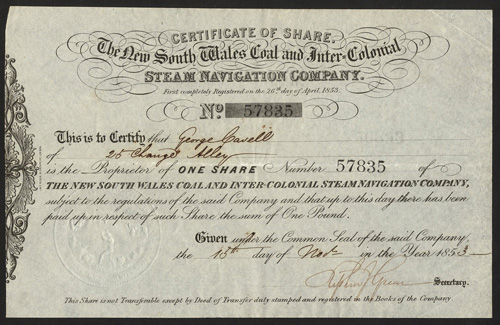 CERTIFICATE OF SHARE.
The New South Wales Coal and Inter-Colonial
STEAM NAVIGATION COMPANY.
First completely Registered on the 26th day of April, 1853.
No. 57835
This is to Certify that George Cavell
of 25 Change Alley
is the Proprietor of ONE SHARE Number 57835 of
THE NEW SOUTH WALES COAL AND INTER-COLONIAL STEAM NAVIGATION COMPANY,
subject to the regulations of the said Company and that up to this day there has been
paid up in respect of such Share the sum of One Pound.
Given under the Common Seal of the said Company,
the 15th day of Nov. in the Year 1853
Secretary.
This Share is not Transferable except by Deed of Transfer duly stamped and registered in the Books of the Company